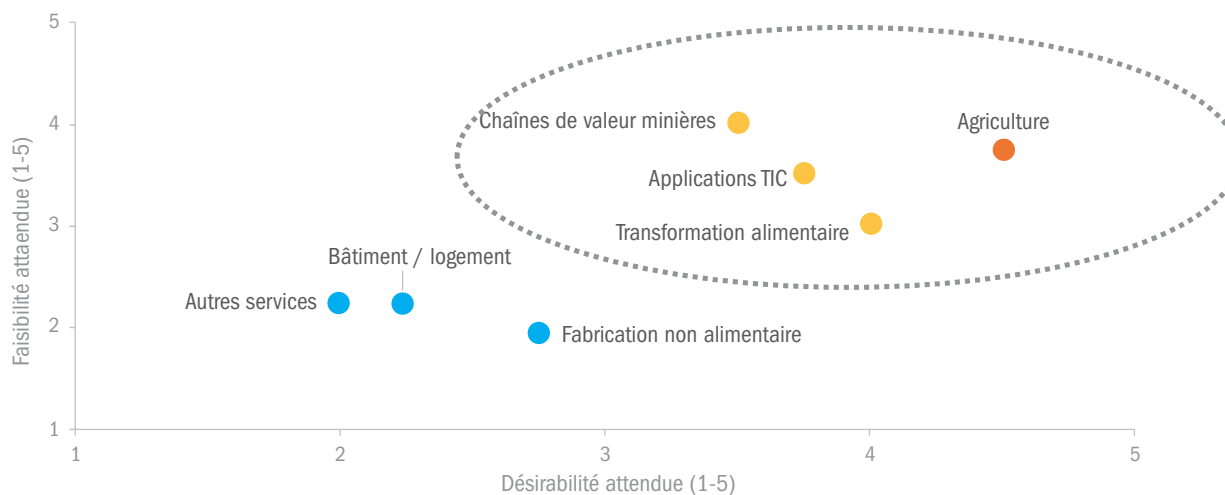 5
4
3
2
1
Faisibilité attaendue (1-5)
Chaînes de valeur minières
Agriculture
Applications TIC
Transformation alimentaire
Bâtiment / logement
Autres services
Fabrication non alimentaire
1
2
3
4
5
Désirabilité attendue (1-5)